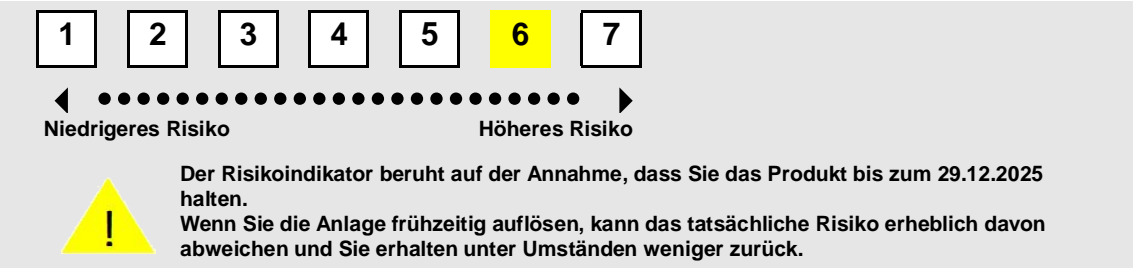 1 2 3 4 5 6 7
Niedrigeres Risiko Höheres Risiko
Der Risikoindikator beruht auf der Annahme, dass Sie das Produkt bis zum 29.12.2025
halten.
!
Wenn Sie die Anlage frühzeitig auflösen, kann das tatsächliche Risiko erheblich davon
abweichen und Sie erhalten unter Umständen weniger zurück.